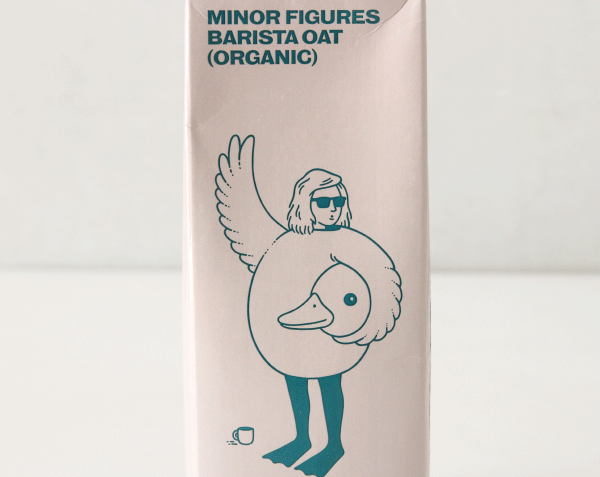 MINOR FIGURES
BARISTA OAT
(ORGANIC)